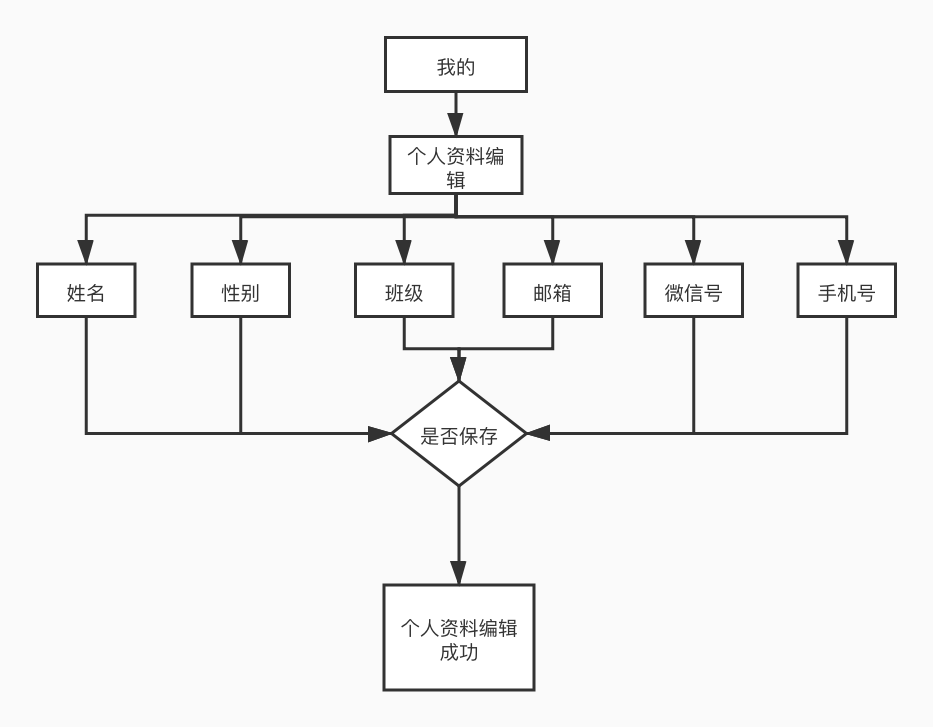 我的
个人资料编
辑
姓名
性别
班级
邮箱
微信号
手机号
是否保存
个人资料编辑
成功